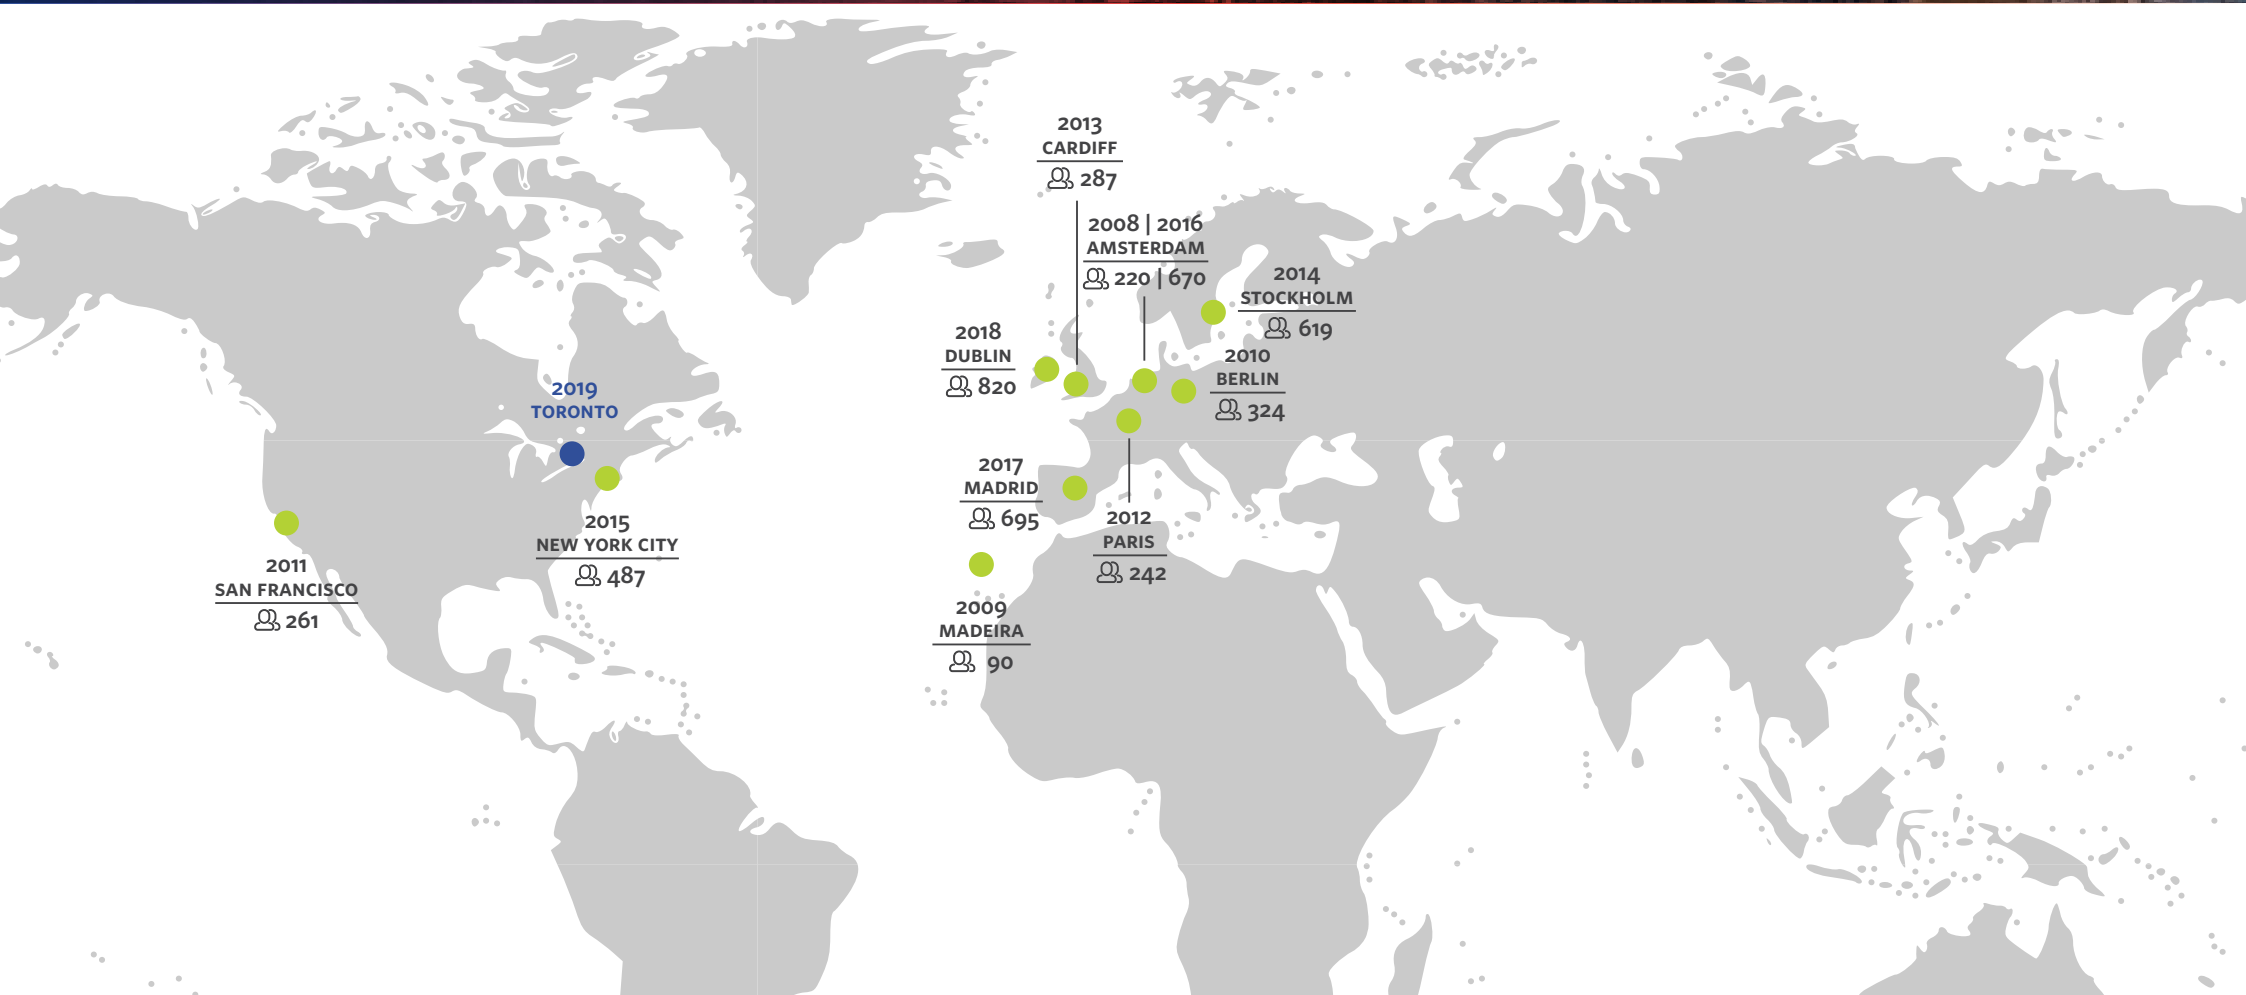 2013
CARDIFF
287
2008 | 2016
AMSTERDAM
220 | 670
2014
STOCKHOLM
619
2018
DUBLIN
820
2010
BERLIN
324
2019
TORONTO
2017
MADRID
695
2012
PARIS
242
2015
NEW YORK CITY
487
2011
SAN FRANCISCO
261
2009
MADEIRA
90